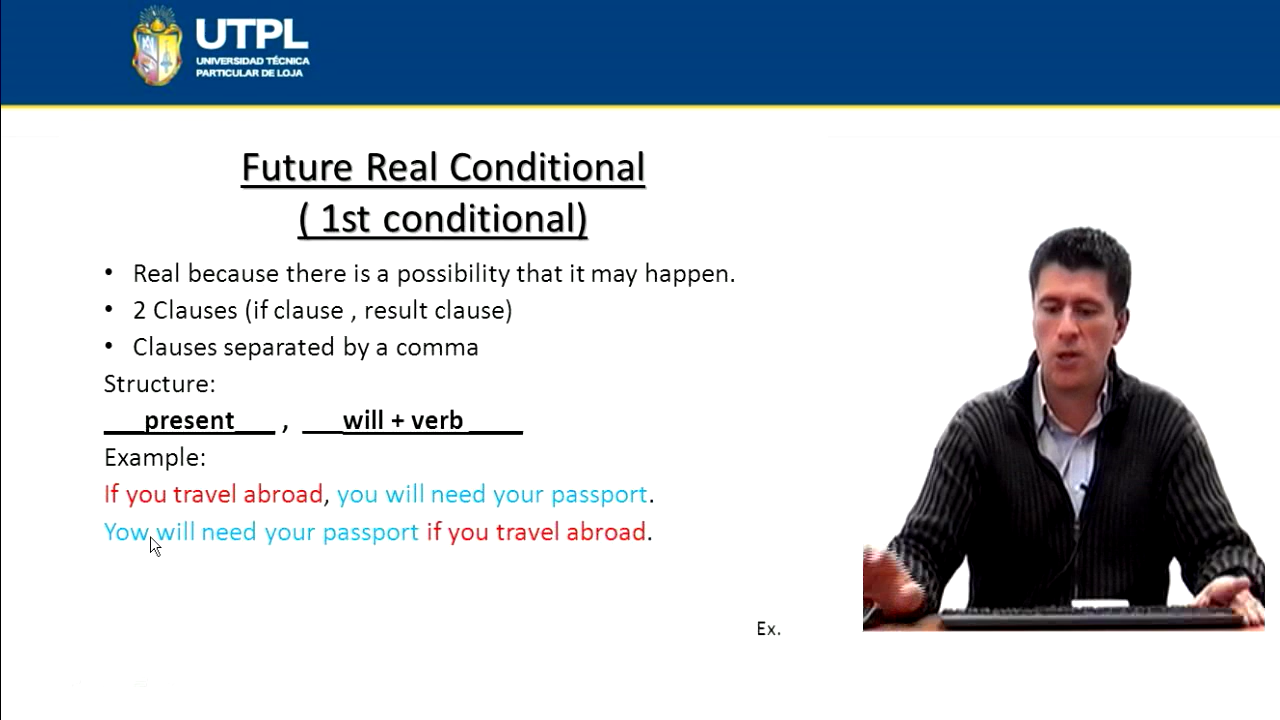 UTPL
UNIVERSIDAD TÉCNICA
PARTICULAR DE LOJA
Future Real Conditional
( 1st conditional)
• Real because there is a possibility that it may happen.
• 2 Clauses (if clause , result clause)
• Clauses separated by a comma
Structure:
___present___ , ___will + verb____
Example:
If you travel abroad, you will need your passport.
Yow will need your passport if you travel abroad.
Ex.